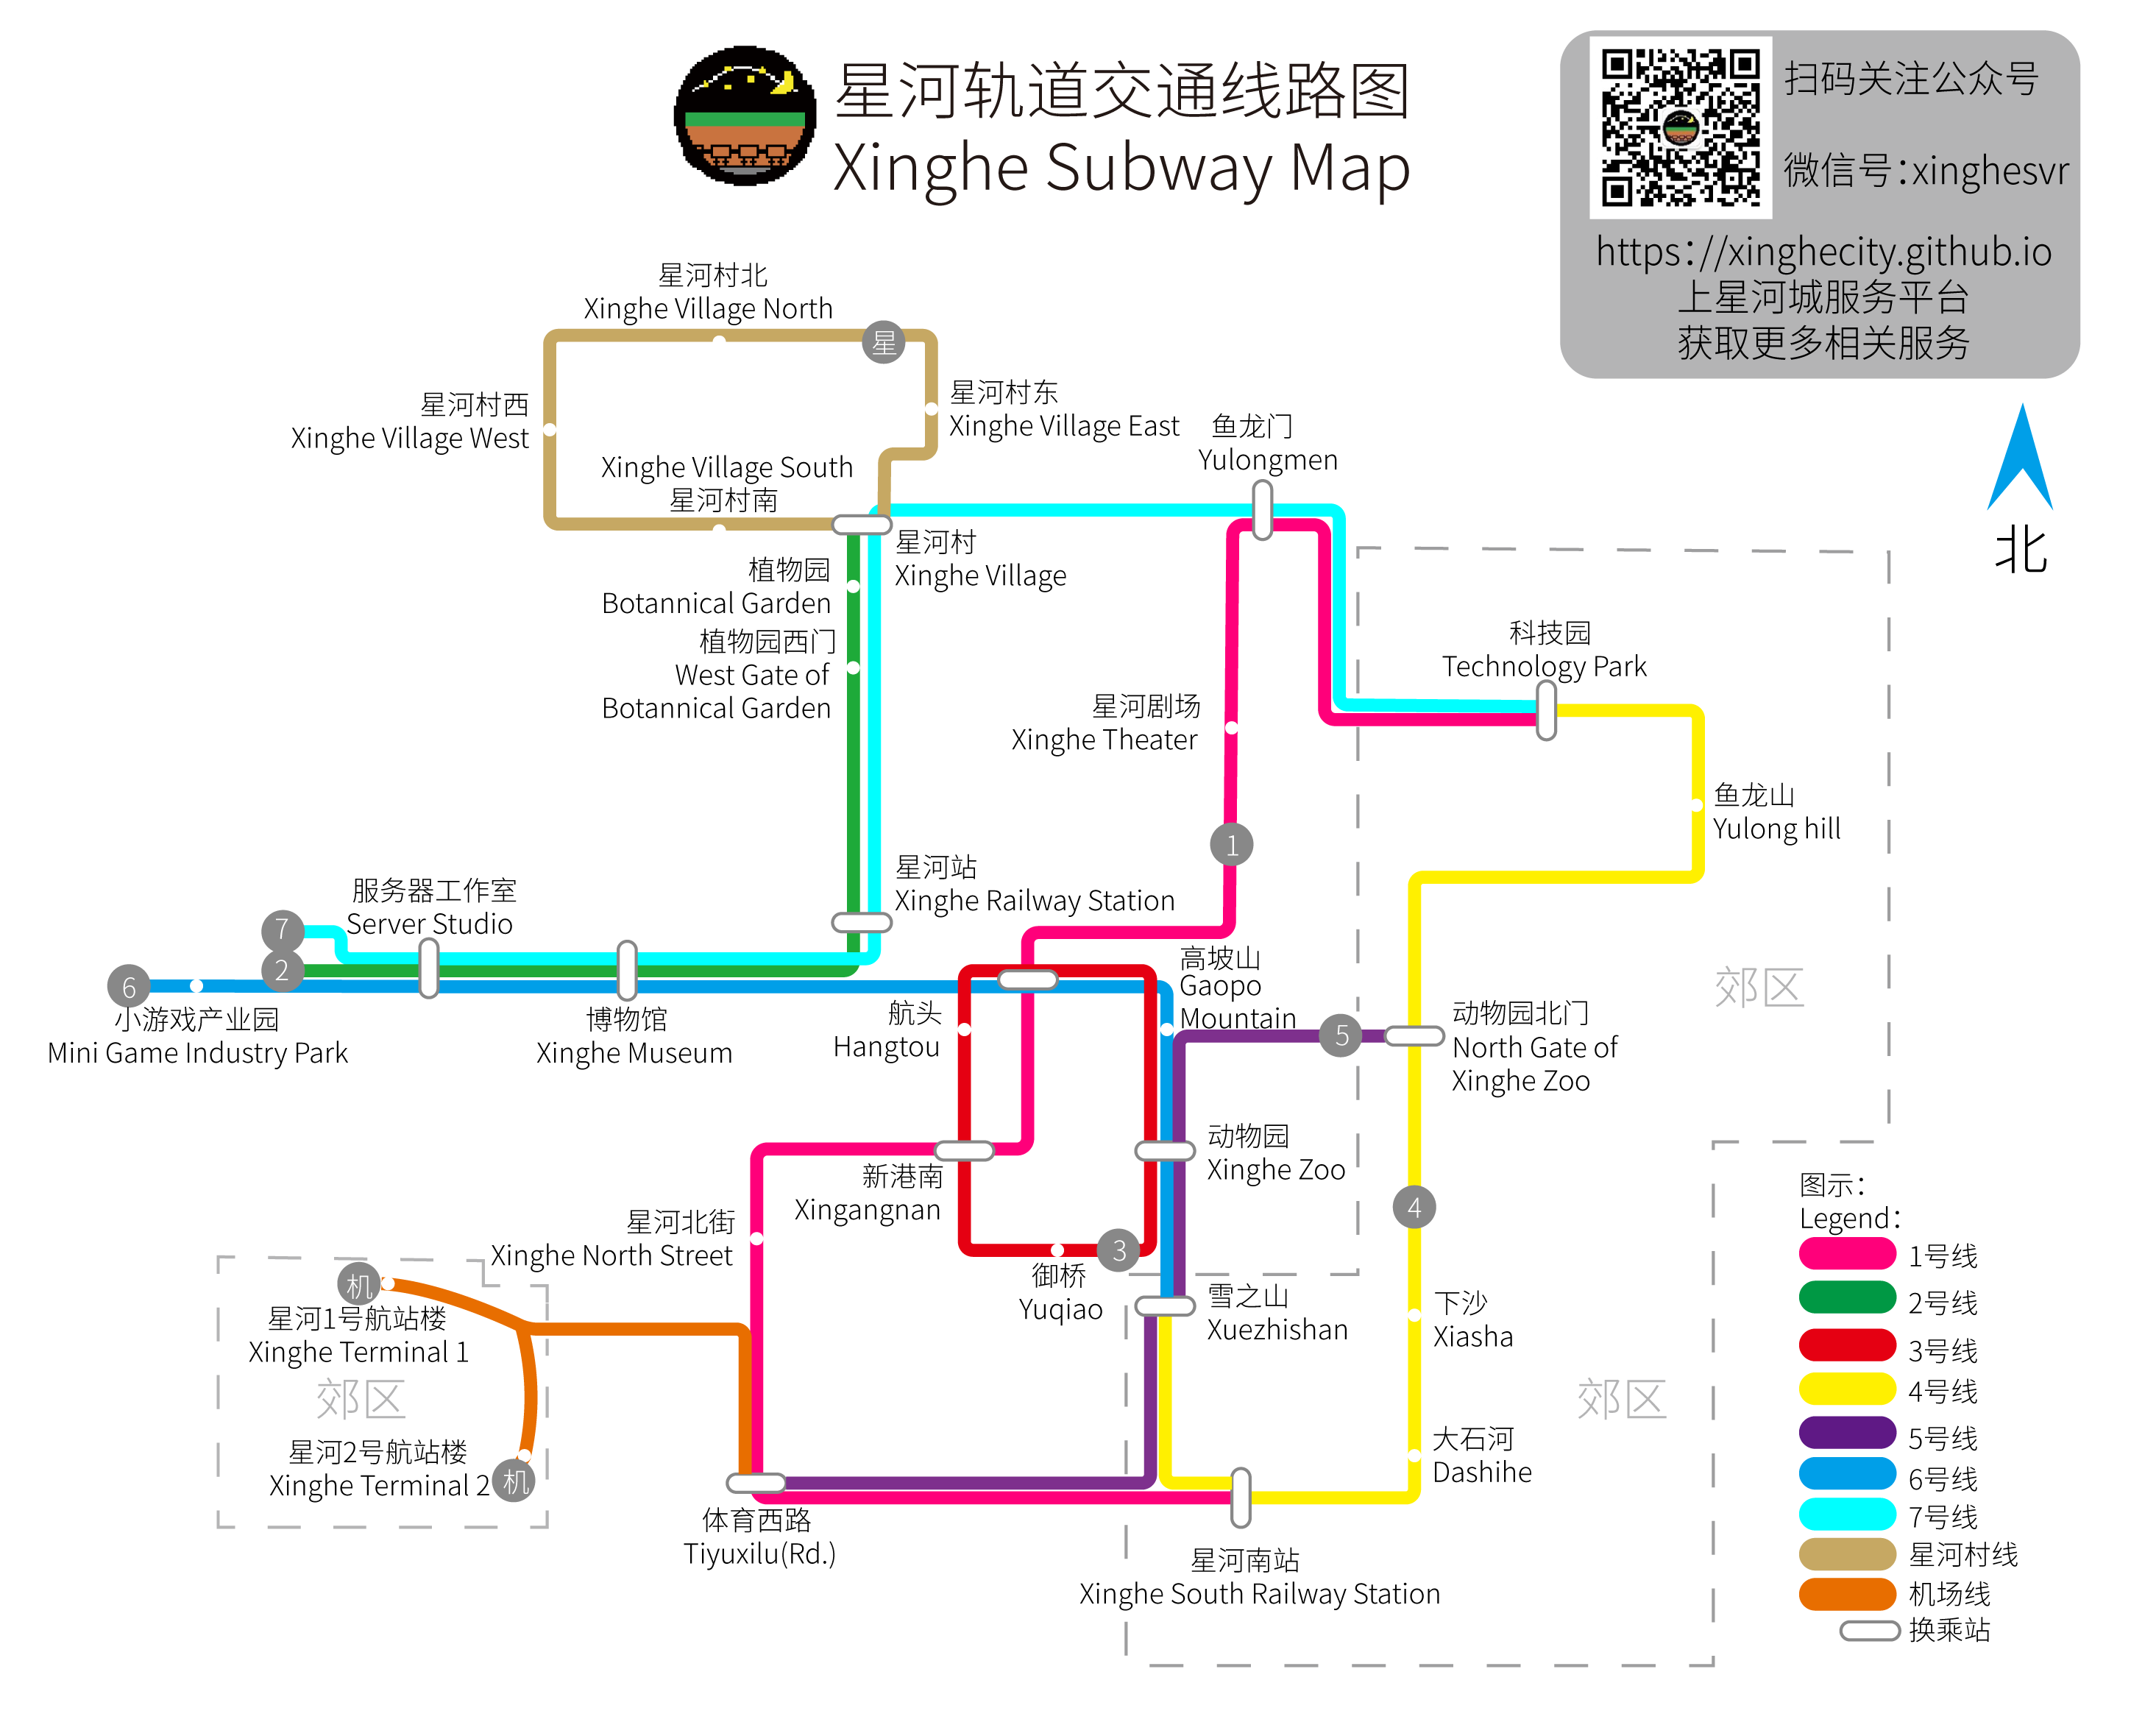 星河轨道交通线路图
Xinghe Subway Map
扫码关注公众号
微信号：xinghesvr
https：//xinghecity.github.io
上星河城服务平台
获取更多相关服务
北
星河村北
Xinghe Village North
星
星河村西
Xinghe Village West
星河村东
Xinghe Village East
Xinghe Village South
星河村南
鱼龙门
Yulongmen
星河村
Xinghe Village
植物园
Botannical Garden
植物园西门
West Gate of
Botannical Garden
科技园
Technology Park
星河剧场
Xinghe Theater
鱼龙山
Yulong hill
1
星河站
Xinghe Railway Station
服务器工作室
Server Studio
7
2
6
小游戏产业园
Mini Game Industry Park
博物馆
Xinghe Museum
航头
Hangtou
高坡山
Gaopo
Mountain
5
动物园北门
North Gate of
Xinghe Zoo
郊区
动物园
Xinghe Zoo
新港南
Xingangnan
4
星河北街
Xinghe North Street
3
御桥
Yuqiao
雪之山
Xuezhishan
下沙
Xiasha
机
星河1号航站楼
Xinghe Terminal 1
郊区
星河2号航站楼
Xinghe Terminal 2
机
郊区
大石河
Dashihe
体育西路
Tiyuxilu(Rd.)
星河南站
Xinghe South Railway Station
图示：
Legend：
1号线
2号线
3号线
4号线
5号线
6号线
7号线
星河村线
机场线
换乘站